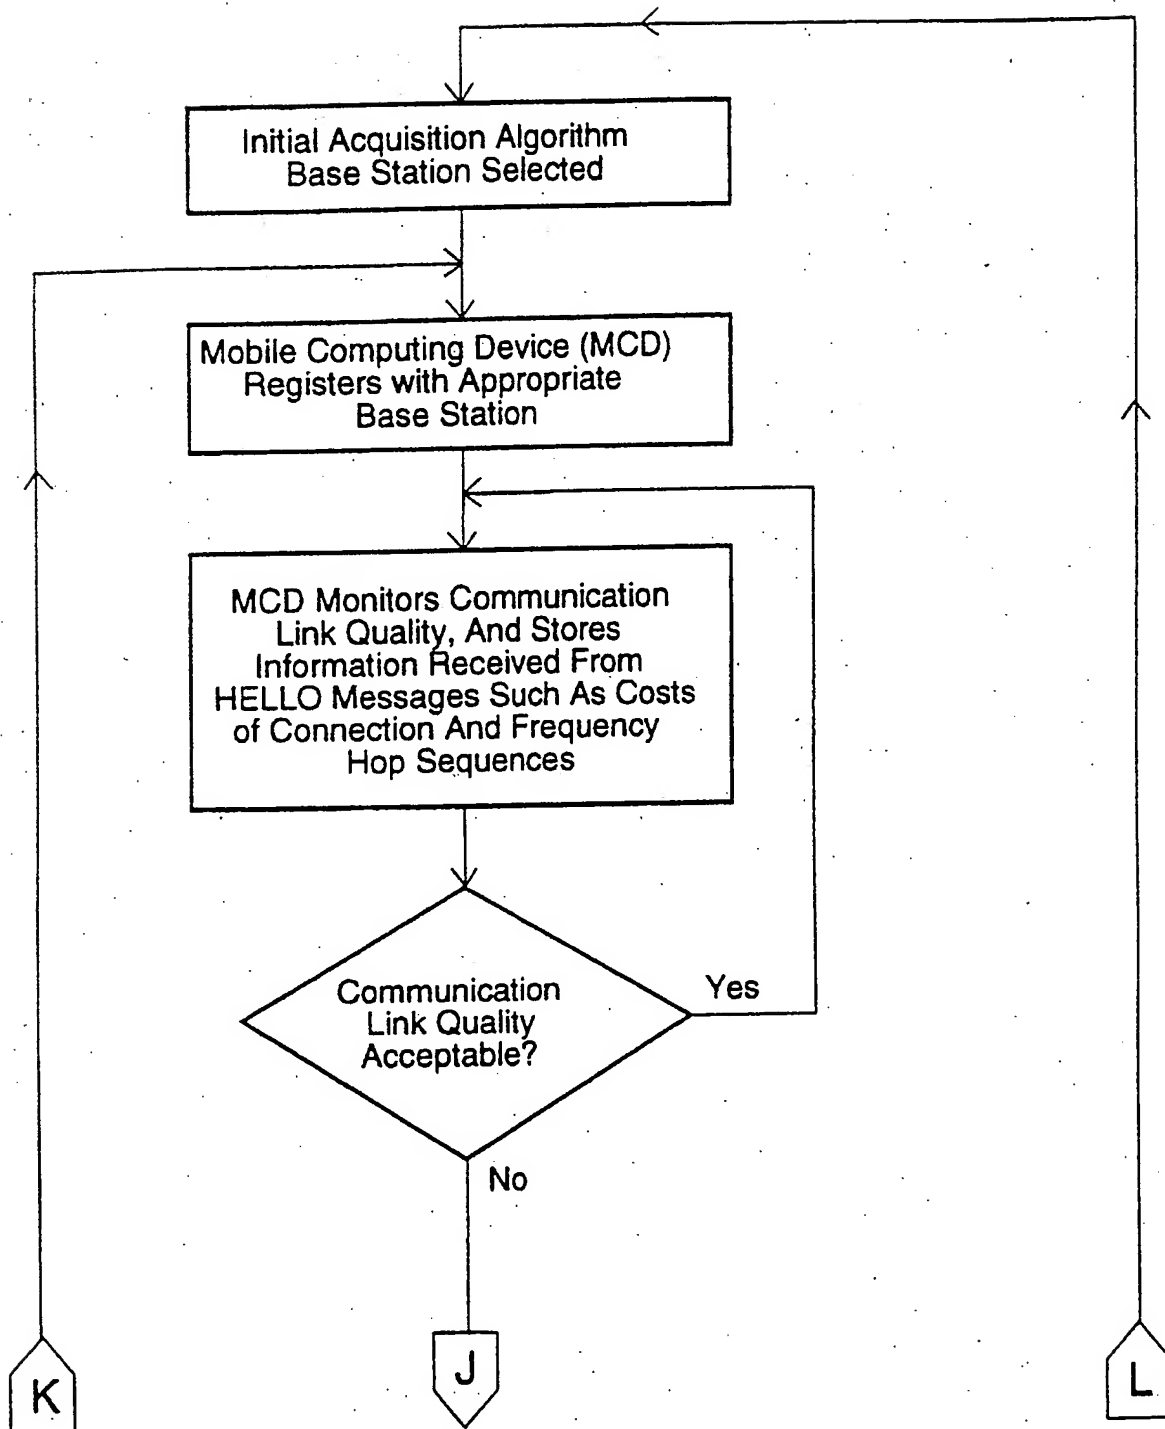 Initial Acquisition Algorithm
Base Station Selected
Mobile Computing Device (MCD)
Registers with Appropriate
Base Station
MCD Monitors Communication
Link Quality, And Stores
Information Received From
HELLO Messages Such As Costs
of Connection And Frequency
Hop Sequences
Communication
Link Quality
Acceptable?
Yes
No
J
K
L